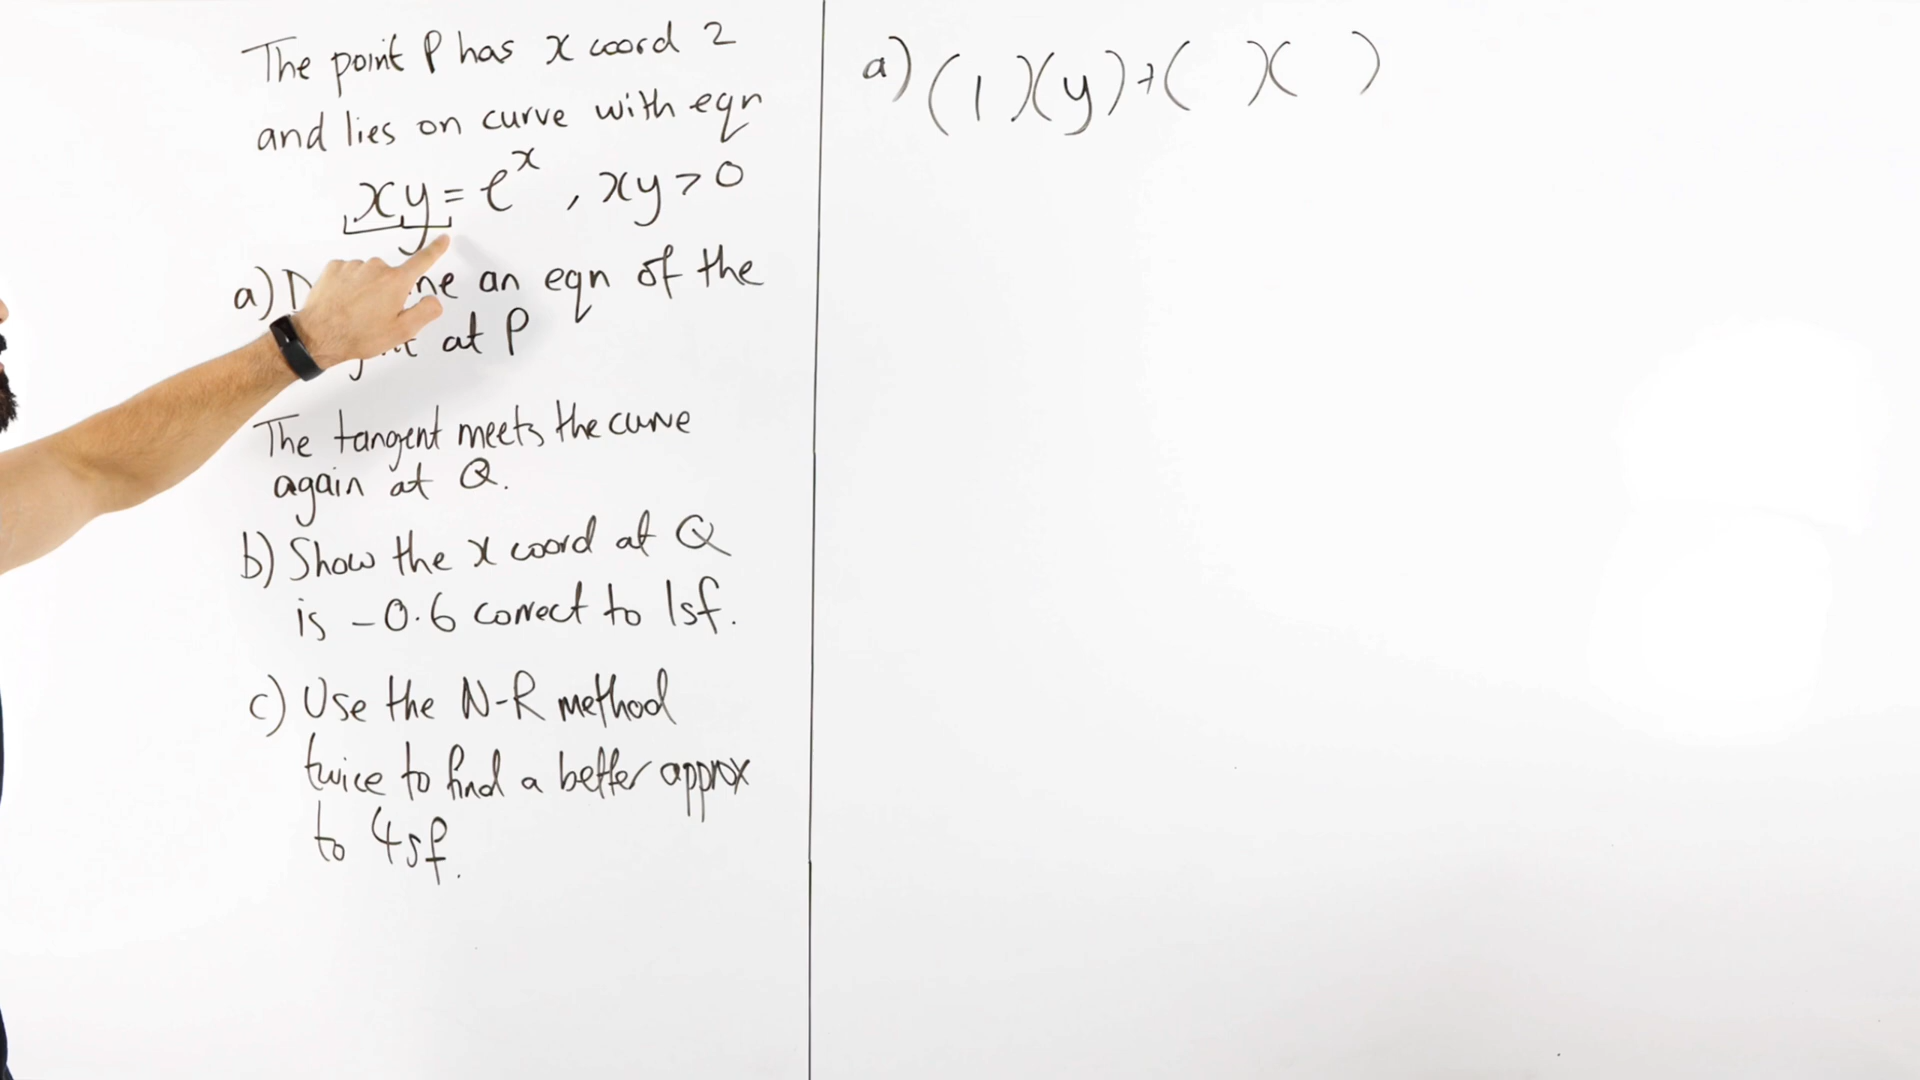 The point P has x coord 2
and lies on curve with eqn
xy = e^x , xy > 0
a) an eqn of the
at P
The tangent meets the curve
again at Q.
b) Show the x coord at Q
is -0.6 correct to 1sf.
c) Use the N-R method
twice to find a better approx
to 4sf.
a) (1)(y)+( )( )